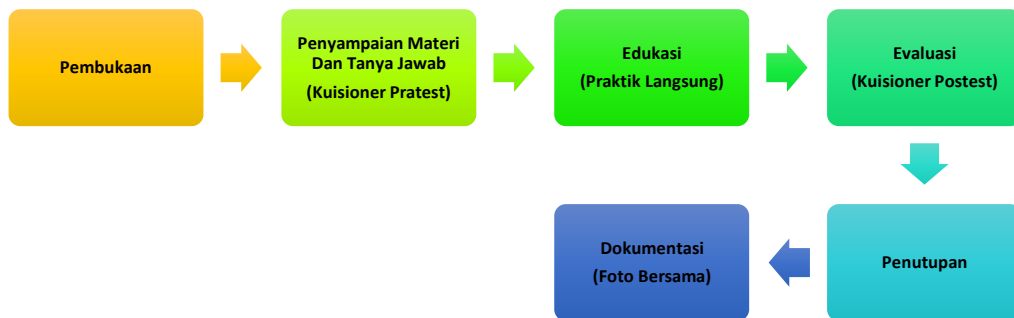 Pembukaan
Penyampaian Materi
Dan Tanya Jawab
(Kuisioner Pratest)
Edukasi
(Praktik Langsung)
Evaluasi
(Kuisioner Postest)
Penutupan
Dokumentasi
(Foto Bersama)